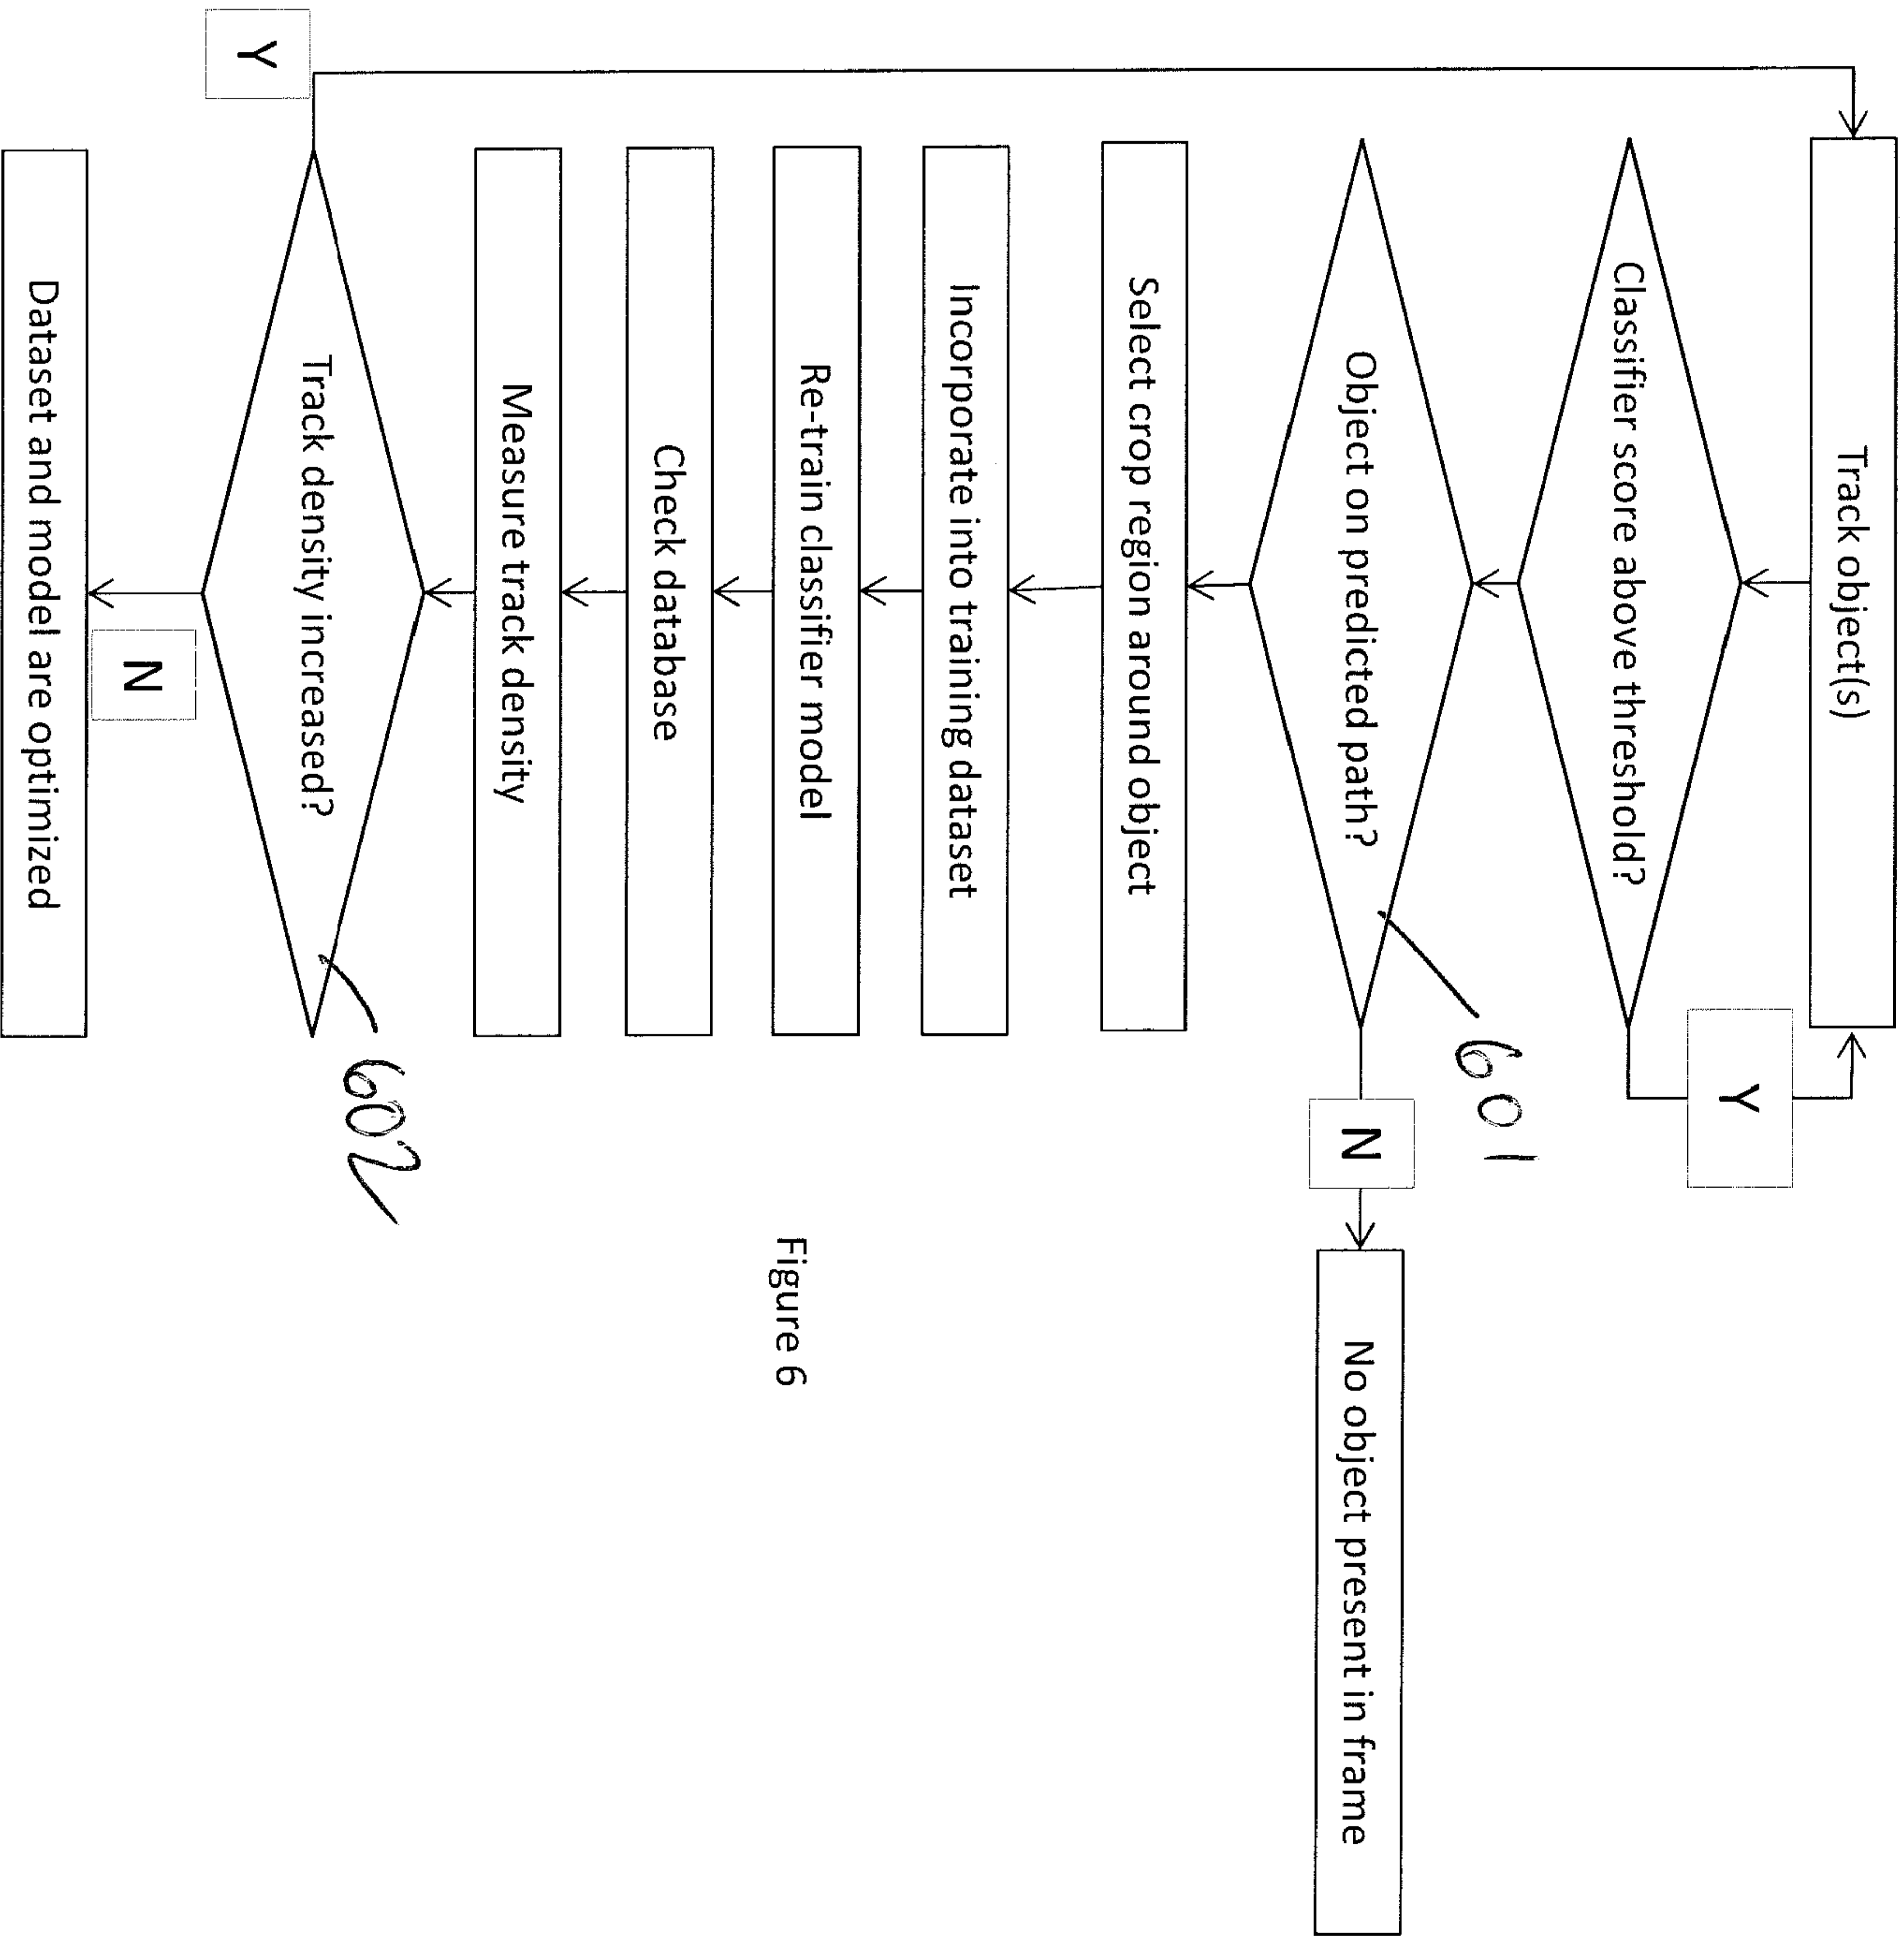 Track object(s)
Classifier score above threshold?
Y
Object on predicted path?
601
N
No object present in frame
Select crop region around object
Incorporate into training dataset
Re-train classifier model
Check database
Measure track density
Track density increased?
602
Y
N
Dataset and model are optimized
Figure 6